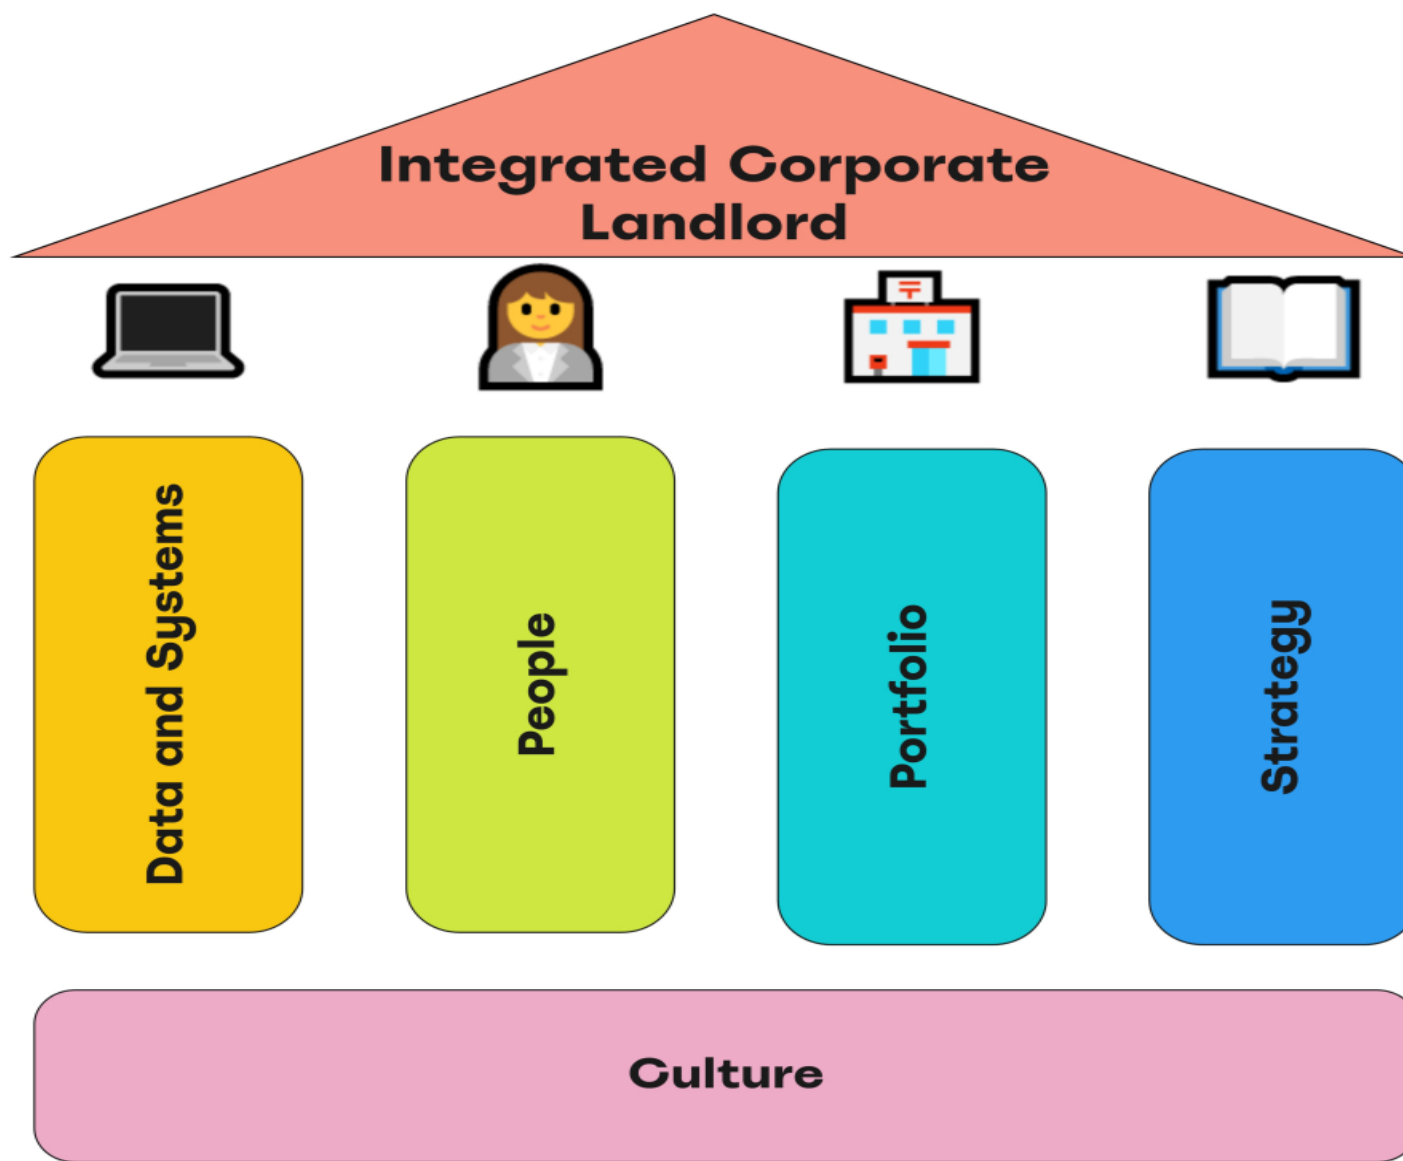 Integrated Corporate
Landlord
〒
Data and Systems
People
Portfolio
Strategy
Culture